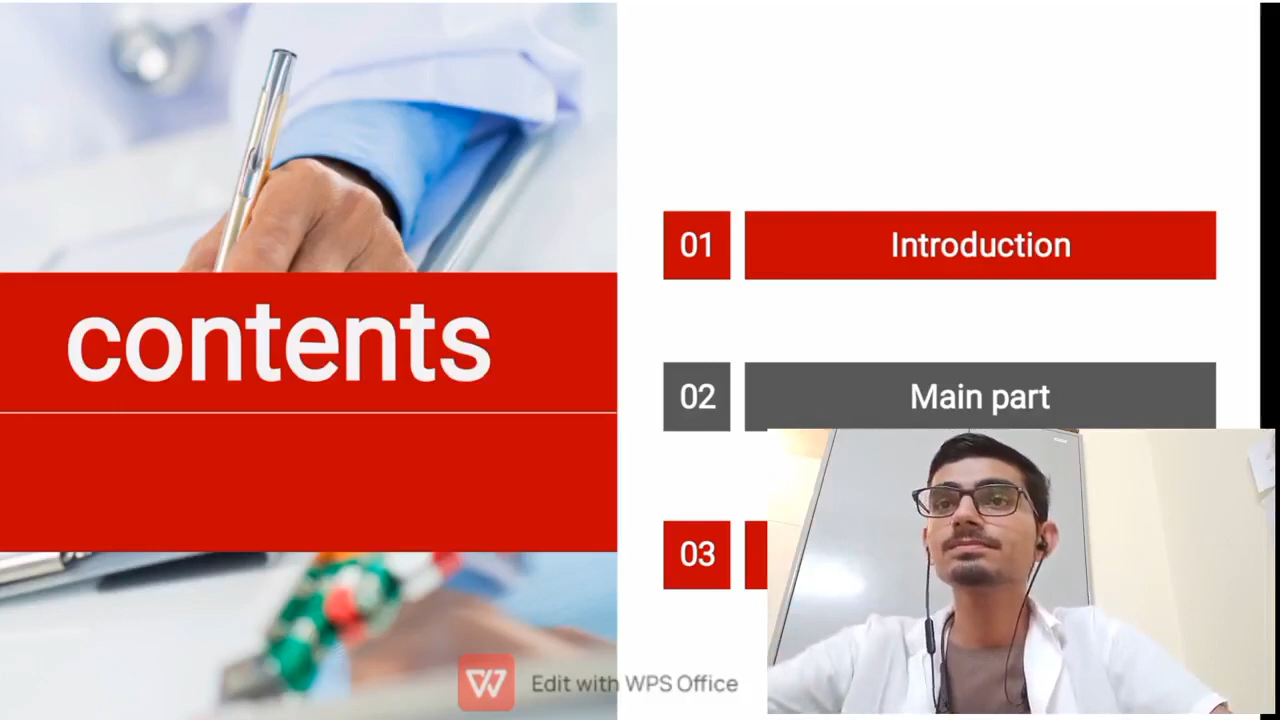 contents
01 Introduction
02 Main part
03
Edit with WPS Office